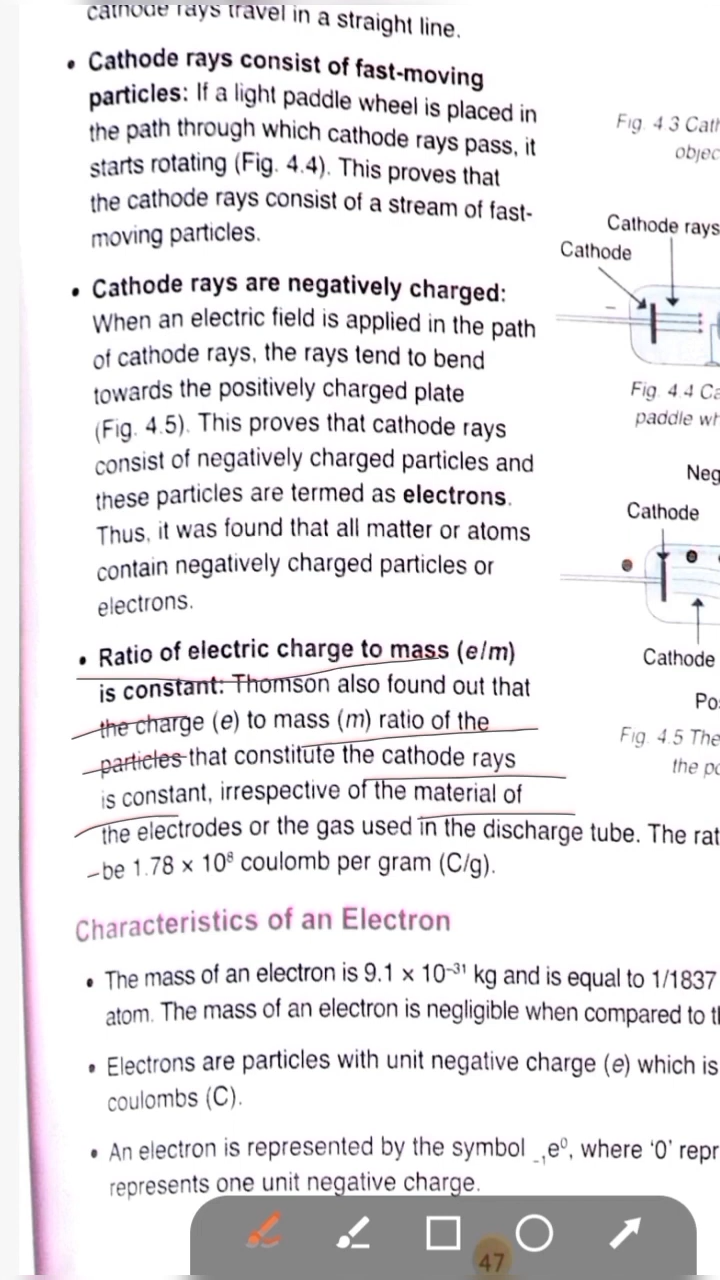 cathode rays travel in a straight line.
• Cathode rays consist of fast-moving
particles: If a light paddle wheel is placed in
the path through which cathode rays pass, it
starts rotating (Fig. 4.4). This proves that
the cathode rays consist of a stream of fast-
moving particles.
• Cathode rays are negatively charged:
When an electric field is applied in the path
of cathode rays, the rays tend to bend
towards the positively charged plate
(Fig. 4.5). This proves that cathode rays
consist of negatively charged particles and
these particles are termed as electrons.
Thus, it was found that all matter or atoms
contain negatively charged particles or
electrons.
• Ratio of electric charge to mass (e/m)
is constant: Thomson also found out that
the charge (e) to mass (m) ratio of the
particles that constitute the cathode rays
is constant, irrespective of the material of
the electrodes or the gas used in the discharge tube. The rat
be 1.78 × 10⁸ coulomb per gram (C/g).
Characteristics of an Electron
• The mass of an electron is 9.1 × 10⁻³¹ kg and is equal to 1/1837
atom. The mass of an electron is negligible when compared to t
• Electrons are particles with unit negative charge (e) which is
coulombs (C).
• An electron is represented by the symbol ₋₁e⁰, where ‘0’ repr
represents one unit negative charge.
47
Fig. 4.3 Cath
objec
Cathode rays
Cathode
–
Fig. 4.4 Ca
paddle wh
Neg
Cathode
Cathode
Po
Fig. 4.5 The
the po